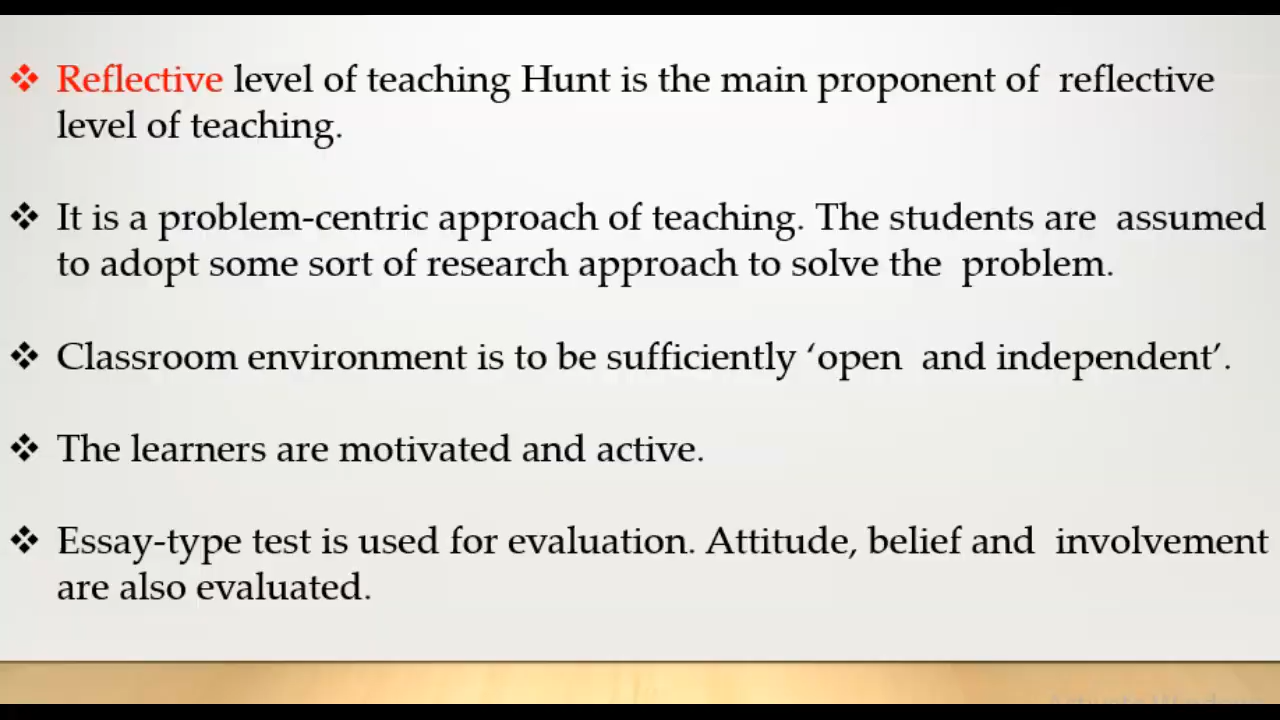 ❖ Reflective level of teaching Hunt is the main proponent of reflective
level of teaching.
❖ It is a problem-centric approach of teaching. The students are assumed
to adopt some sort of research approach to solve the problem.
❖ Classroom environment is to be sufficiently ‘open and independent’.
❖ The learners are motivated and active.
❖ Essay-type test is used for evaluation. Attitude, belief and involvement
are also evaluated.